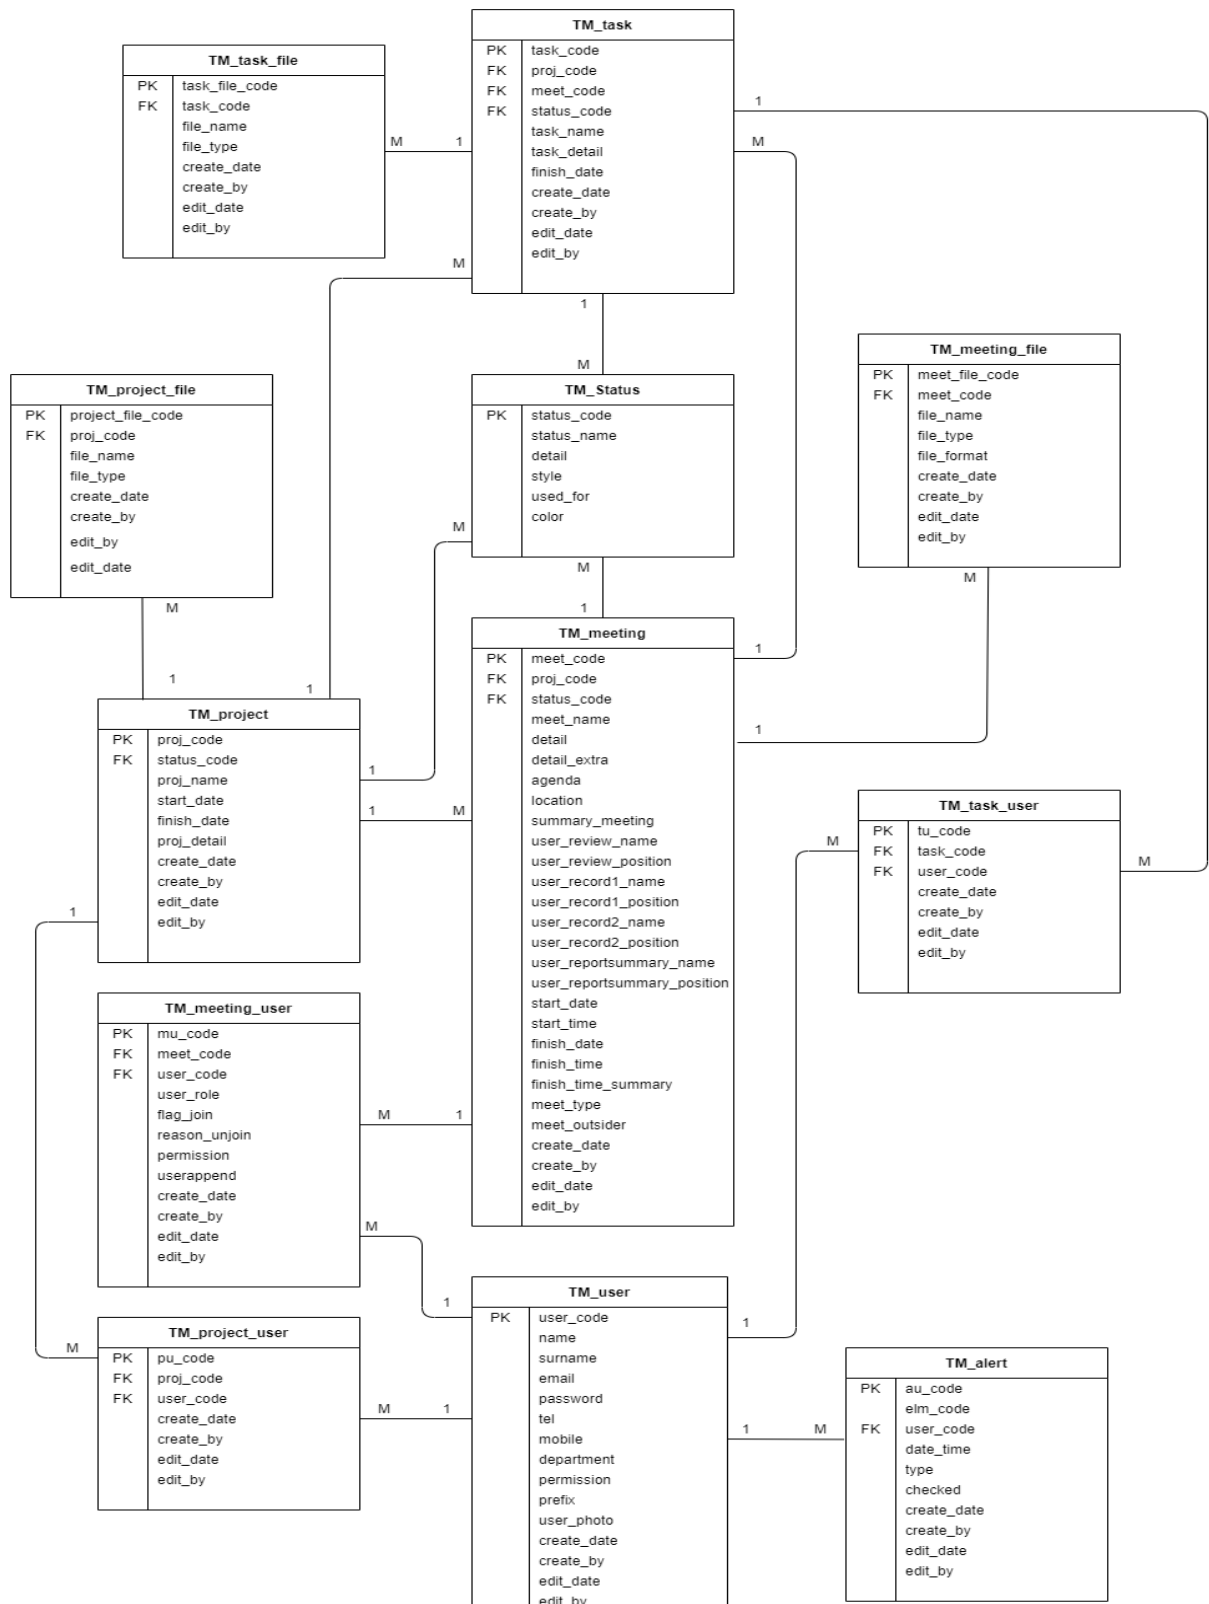 TM_task
PK task_code
FK proj_code
FK meet_code
FK status_code
task_name
task_detail
finish_date
create_date
create_by
edit_date
edit_by
TM_task_file
PK task_file_code
FK task_code
file_name
file_type
create_date
create_by
edit_date
edit_by
M 1
1
M
M
1
M
TM_Status
PK status_code
status_name
detail
style
used_for
color
TM_meeting_file
PK meet_file_code
FK meet_code
file_name
file_type
file_format
create_date
create_by
edit_date
edit_by
TM_project_file
PK project_file_code
FK proj_code
file_name
file_type
create_date
create_by
edit_by
edit_date
M
M
1
M
M
1
1
TM_meeting
PK meet_code
FK proj_code
FK status_code
meet_name
detail
detail_extra
agenda
location
summary_meeting
user_review_name
user_review_position
user_record1_name
user_record1_position
user_record2_name
user_record2_position
user_reportsummary_name
user_reportsummary_position
start_date
start_time
finish_date
finish_time
finish_time_summary
meet_type
meet_outsider
create_date
create_by
edit_date
edit_by
1
1
TM_project
PK proj_code
FK status_code
proj_name
start_date
finish_date
proj_detail
create_date
create_by
edit_date
edit_by
1
1 M
1
TM_task_user
PK tu_code
FK task_code
FK user_code
create_date
create_by
edit_date
edit_by
M
M
TM_meeting_user
PK mu_code
FK meet_code
FK user_code
user_role
flag_join
reason_unjoin
permission
userappend
create_date
create_by
edit_date
edit_by
M 1
M
1
TM_user
PK user_code
name
surname
email
password
tel
mobile
department
permission
prefix
user_photo
create_date
create_by
edit_date
edit_by
1
TM_project_user
PK pu_code
FK proj_code
FK user_code
create_date
create_by
edit_date
edit_by
M
M 1
1 M
TM_alert
PK au_code
elm_code
FK user_code
date_time
type
checked
create_date
create_by
edit_date
edit_by